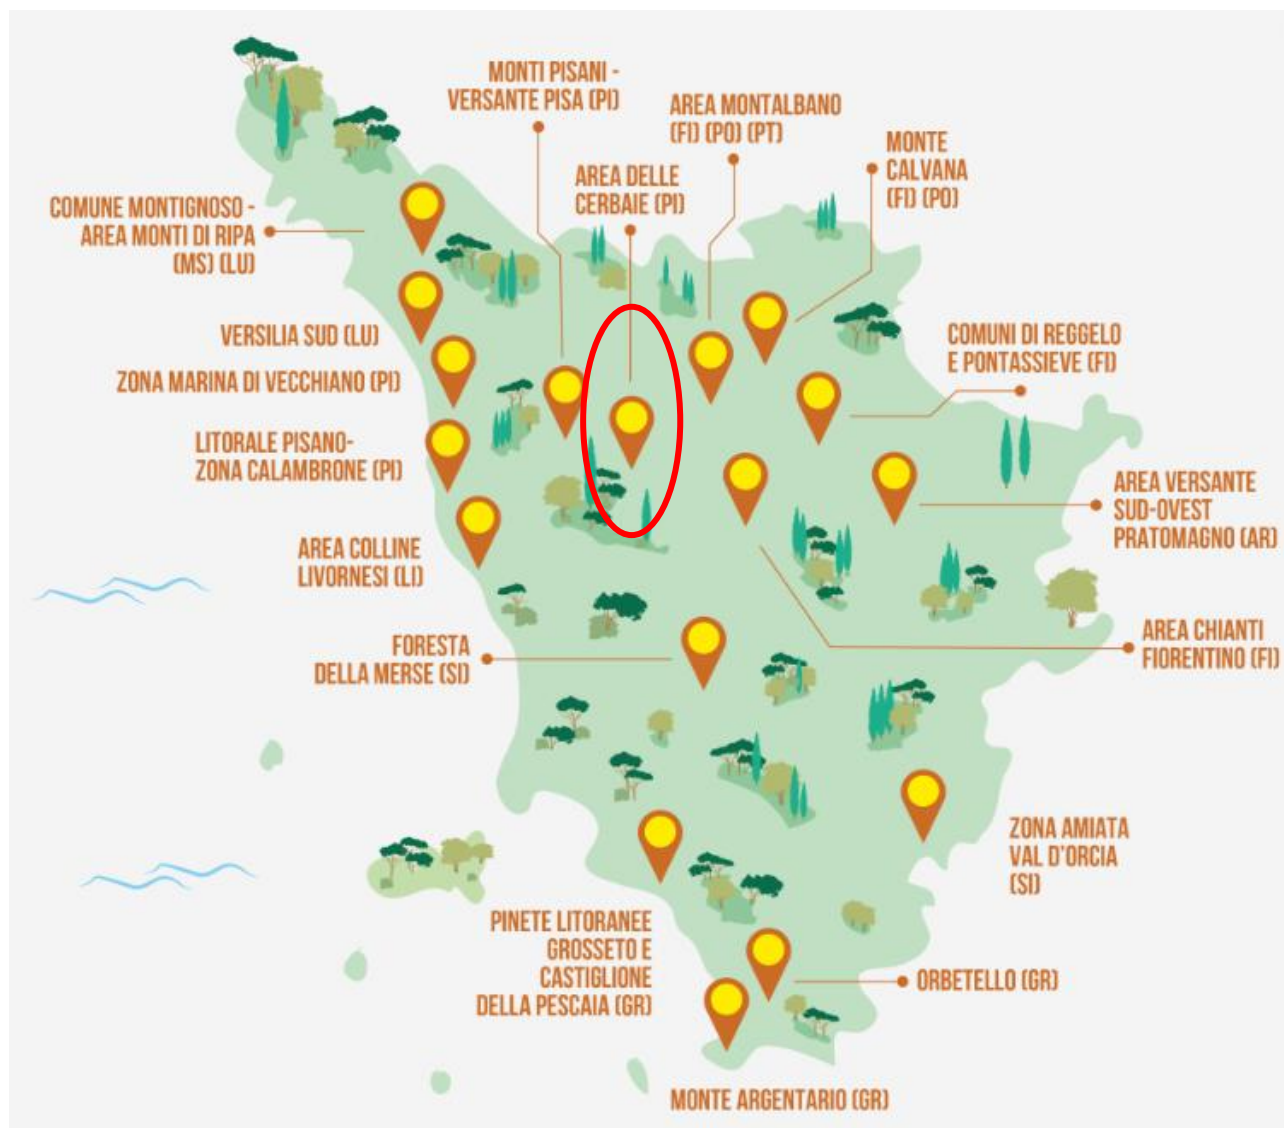 MONTI PISANI -
VERSANTE PISA (PI)
AREA MONTALBANO
(FI) (PO) (PT)
MONTE
CALVANA
(FI) (PO)
AREA DELLE
CERBAIE (PI)
COMUNE MONTIGNOSO -
AREA MONTI DI RIPA
(MS) (LU)
VERSILIA SUD (LU)
COMUNI DI REGGELO
E PONTASSIEVE (FI)
ZONA MARINA DI VECCHIANO (PI)
LITORALE PISANO-
ZONA CALAMBRONE (PI)
AREA VERSANTE
SUD-OVEST
PRATOMAGNO (AR)
AREA COLLINE
LIVORNESI (LI)
FORESTA
DELLA MERSE (SI)
AREA CHIANTI
FIORENTINO (FI)
ZONA AMIATA
VAL D'ORCIA
(SI)
PINETE LITORANEE
GROSSETO E
CASTIGLIONE
DELLA PESCAIA (GR)
ORBETELLO (GR)
MONTE ARGENTARIO (GR)